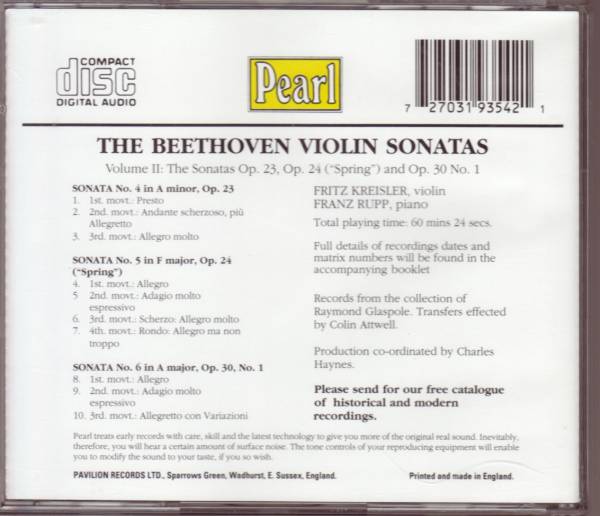 COMPACT
disc
DIGITAL AUDIO
Pearl
7 27031 93542 1
THE BEETHOVEN VIOLIN SONATAS
Volume II: The Sonatas Op. 23, Op. 24 ("Spring") and Op. 30 No. 1
SONATA No. 4 in A minor, Op. 23
1. 1st. movt.: Presto
2. 2nd. movt.: Andante scherzoso, più
Allegretto
3. 3rd. movt.: Allegro molto
SONATA No. 5 in F major, Op. 24
("Spring")
4. 1st. movt.: Allegro
5 2nd. movt.: Adagio molto
espressivo
6. 3rd. movt.: Scherzo: Allegro molto
7. 4th. movt.: Rondo: Allegro ma non
troppo
SONATA No. 6 in A major, Op. 30, No. 1
8. 1st. movt.: Allegro
9. 2nd. movt.: Adagio molto
espressivo
10. 3rd. movt.: Allegretto con Variazioni
FRITZ KREISLER, violin
FRANZ RUPP, piano
Total playing time: 60 mins 24 secs.
Full details of recordings dates and
matrix numbers will be found in the
accompanying booklet
Records from the collection of
Raymond Glaspole. Transfers effected
by Colin Attwell.
Production co-ordinated by Charles
Haynes.
Please send for our free catalogue
of historical and modern
recordings.
Pearl treats early records with care, skill and the latest technology to give you more of the original real sound. Inevitably,
therefore, you will hear a certain amount of surface noise. The tone controls of your reproducing equipment will enable
you to modify the sound to your taste, if you so wish.
PAVILION RECORDS LTD., Sparrows Green, Wadhurst, E. Sussex, England.
Printed and made in England.